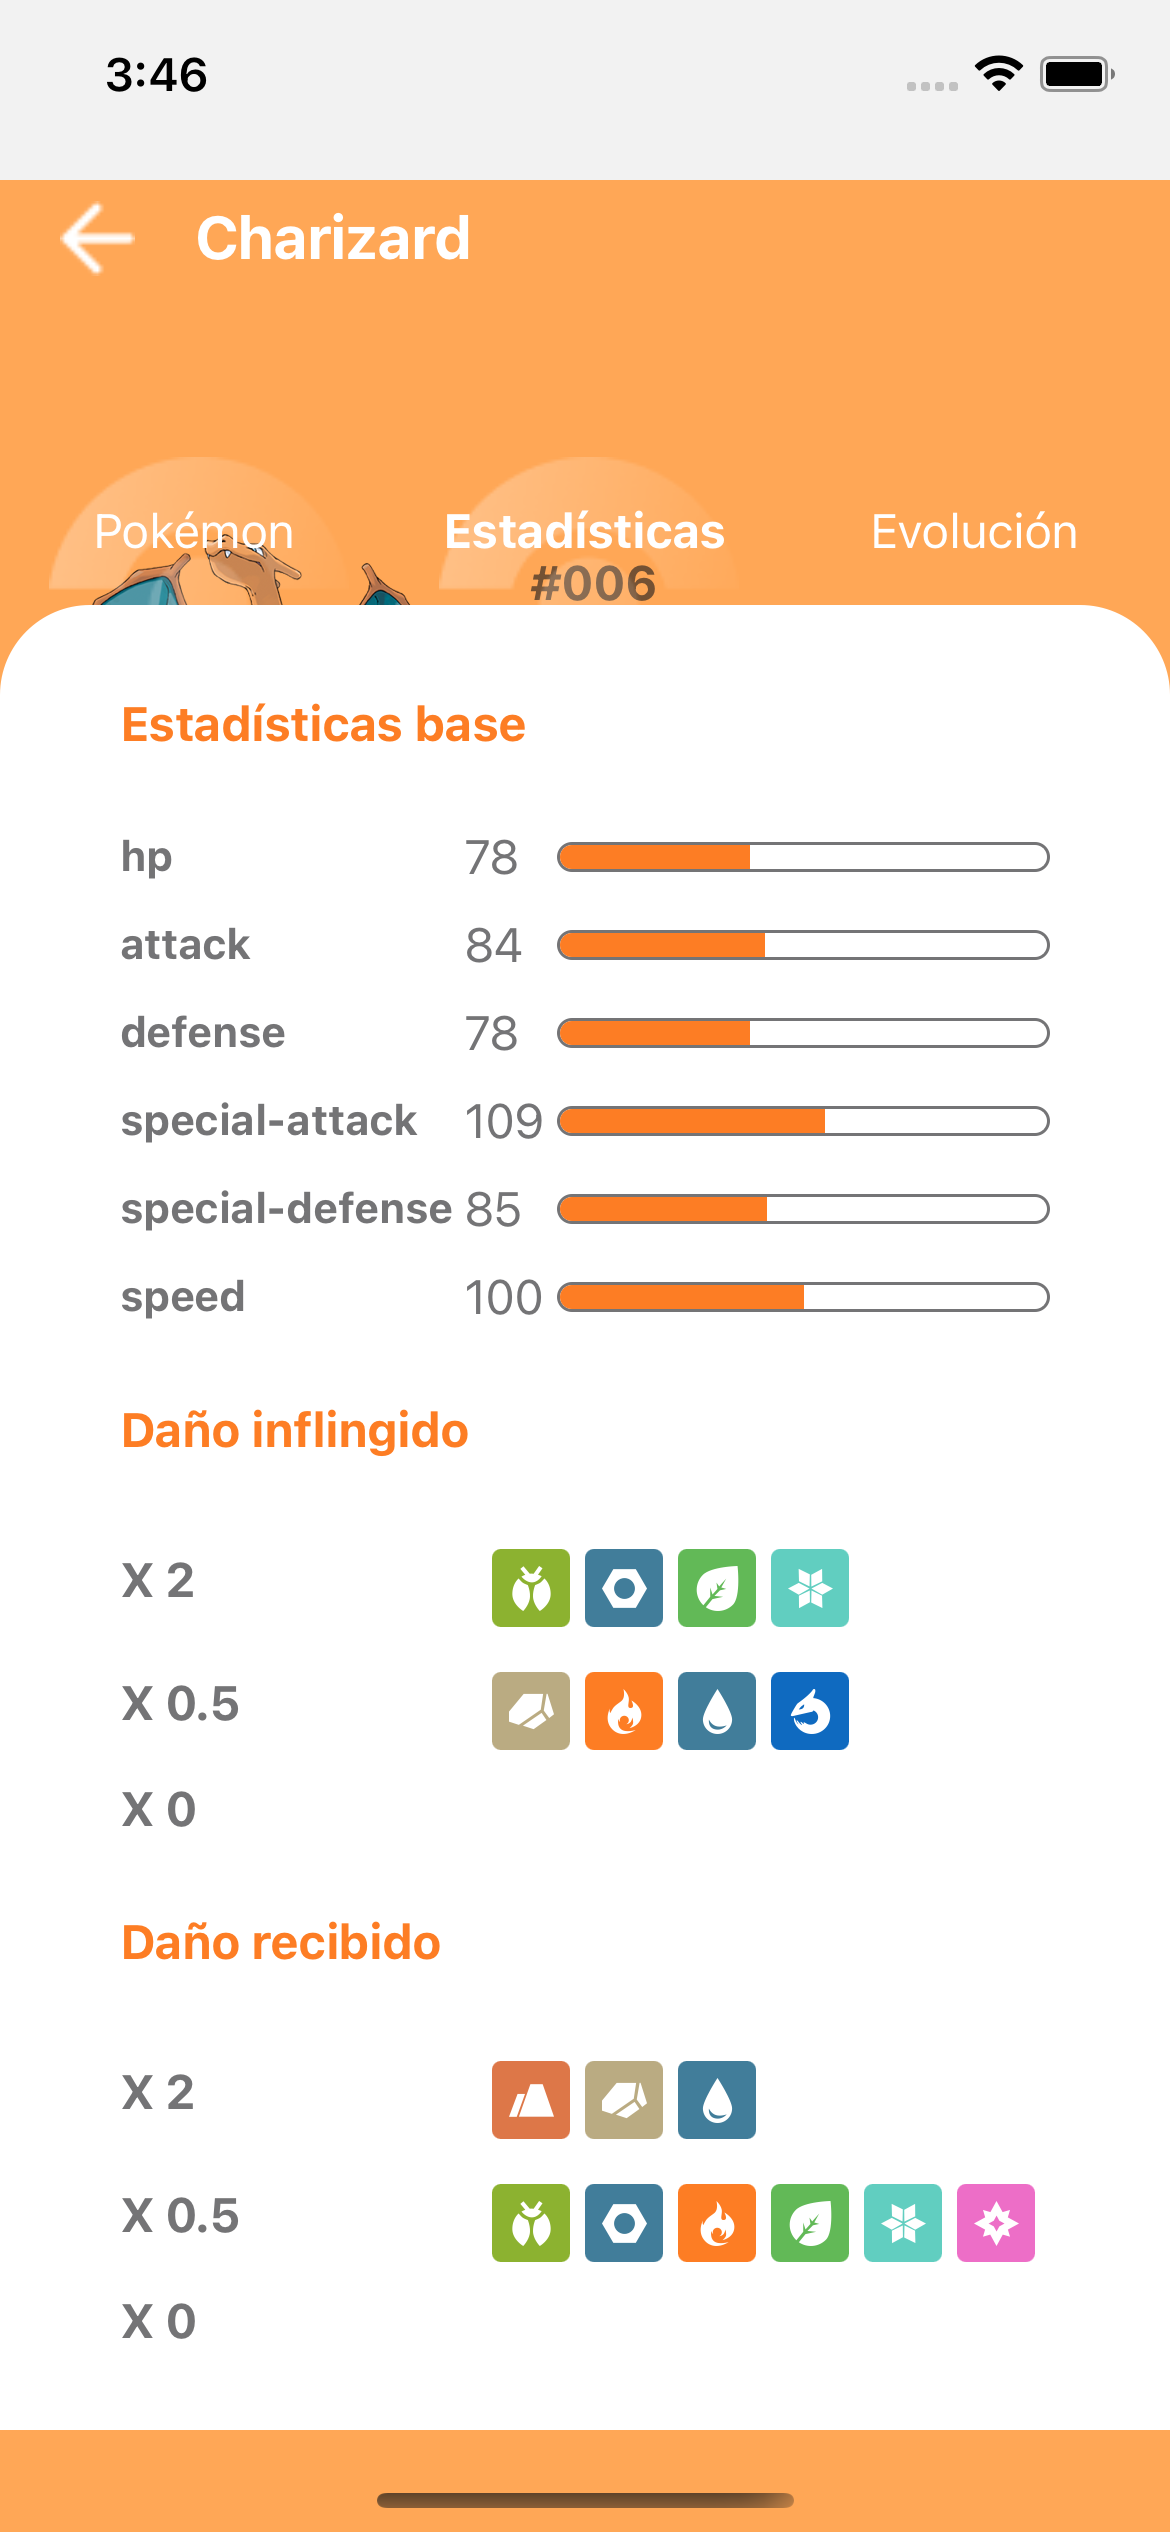 3:46
Charizard
Pokémon Estadísticas Evolución
#006
Estadísticas base
hp 78
attack 84
defense 78
special-attack 109
special-defense 85
speed 100
Daño inflingido
X 2
X 0.5
X 0
Daño recibido
X 2
X 0.5
X 0